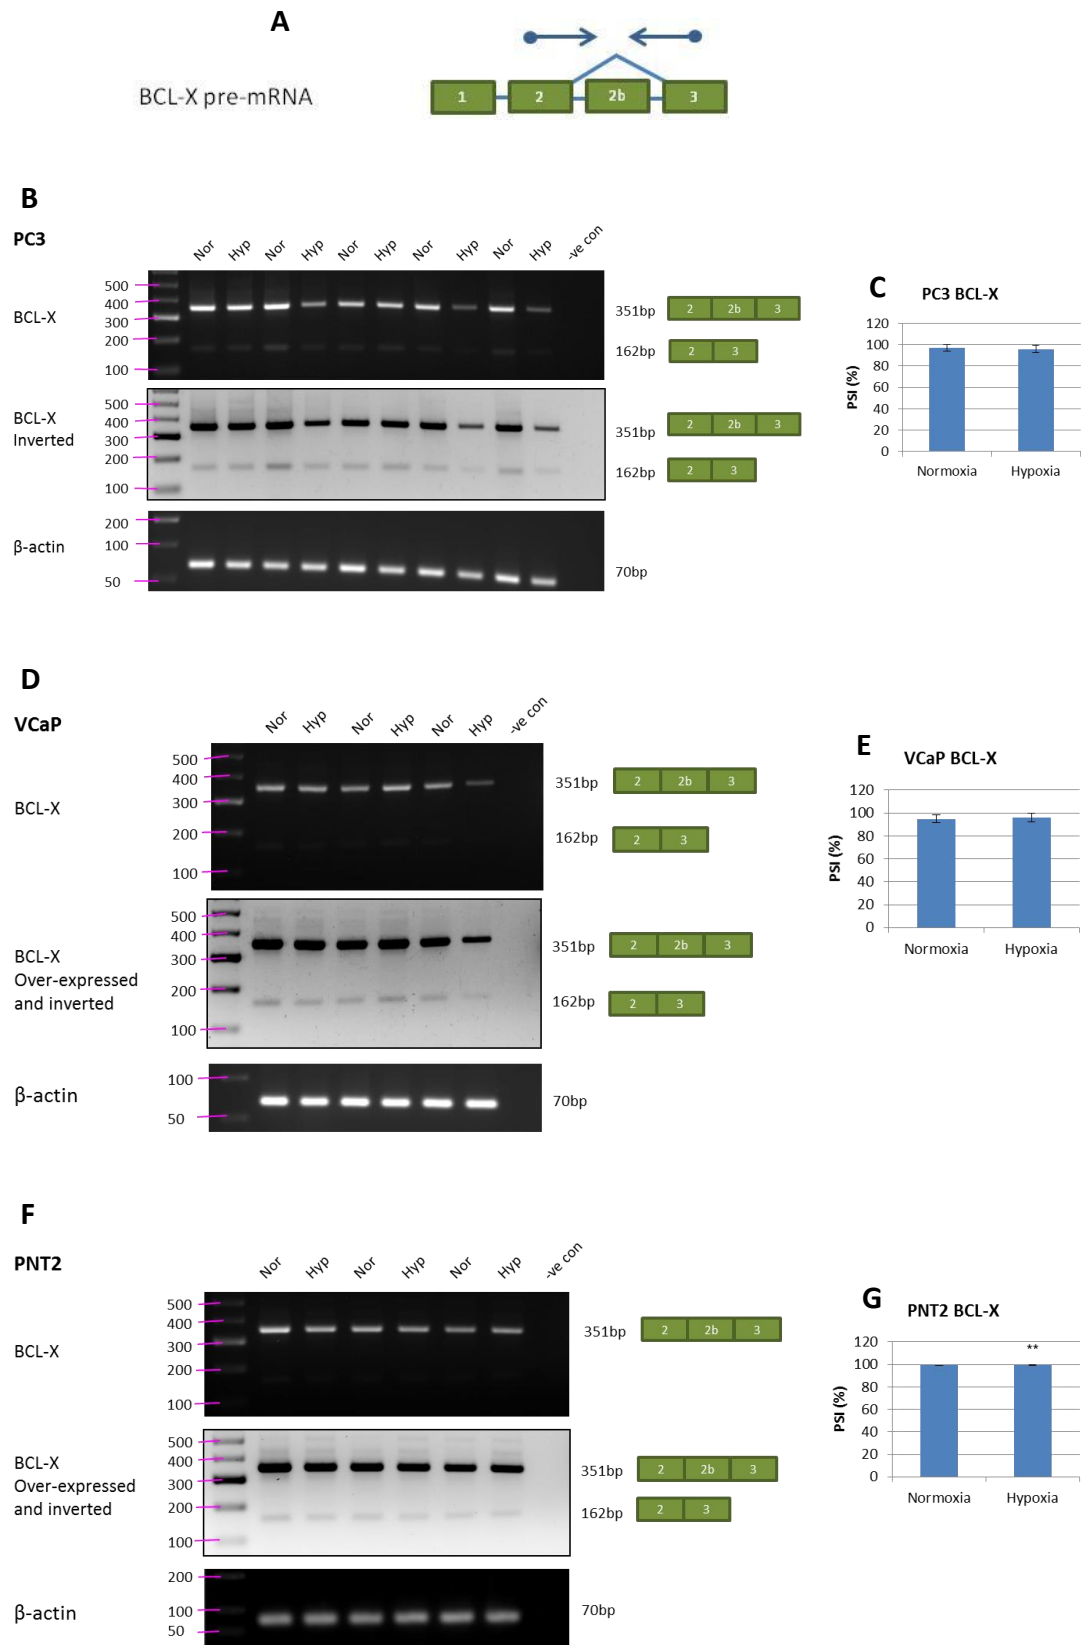 A
BCL-X pre-mRNA
1 2 2b 3
B
PC3
Nor Hyp Nor Hyp Nor Hyp Nor Hyp Nor Hyp -ve con
BCL-X
500
400
300
200
100
351bp 2 2b 3
162bp 2 3
BCL-X
Inverted
500
400
300
200
100
351bp 2 2b 3
162bp 2 3
β-actin
200
100
50
70bp
C PC3 BCL-X
PSI (%)
120
100
80
60
40
20
0
Normoxia Hypoxia
D
VCaP
Nor Hyp Nor Hyp Nor Hyp -ve con
BCL-X
500
400
300
200
100
351bp 2 2b 3
162bp 2 3
BCL-X
Over-expressed
and inverted
500
400
300
200
100
351bp 2 2b 3
162bp 2 3
β-actin
100
50
70bp
E VCaP BCL-X
PSI (%)
120
100
80
60
40
20
0
Normoxia Hypoxia
F
PNT2
Nor Hyp Nor Hyp Nor Hyp -ve con
BCL-X
500
400
300
200
100
351bp 2 2b 3
BCL-X
Over-expressed
and inverted
500
400
300
200
100
351bp 2 2b 3
162bp 2 3
β-actin
200
100
50
70bp
G PNT2 BCL-X
PSI (%)
120
100
80
60
40
20
0
**
Normoxia Hypoxia